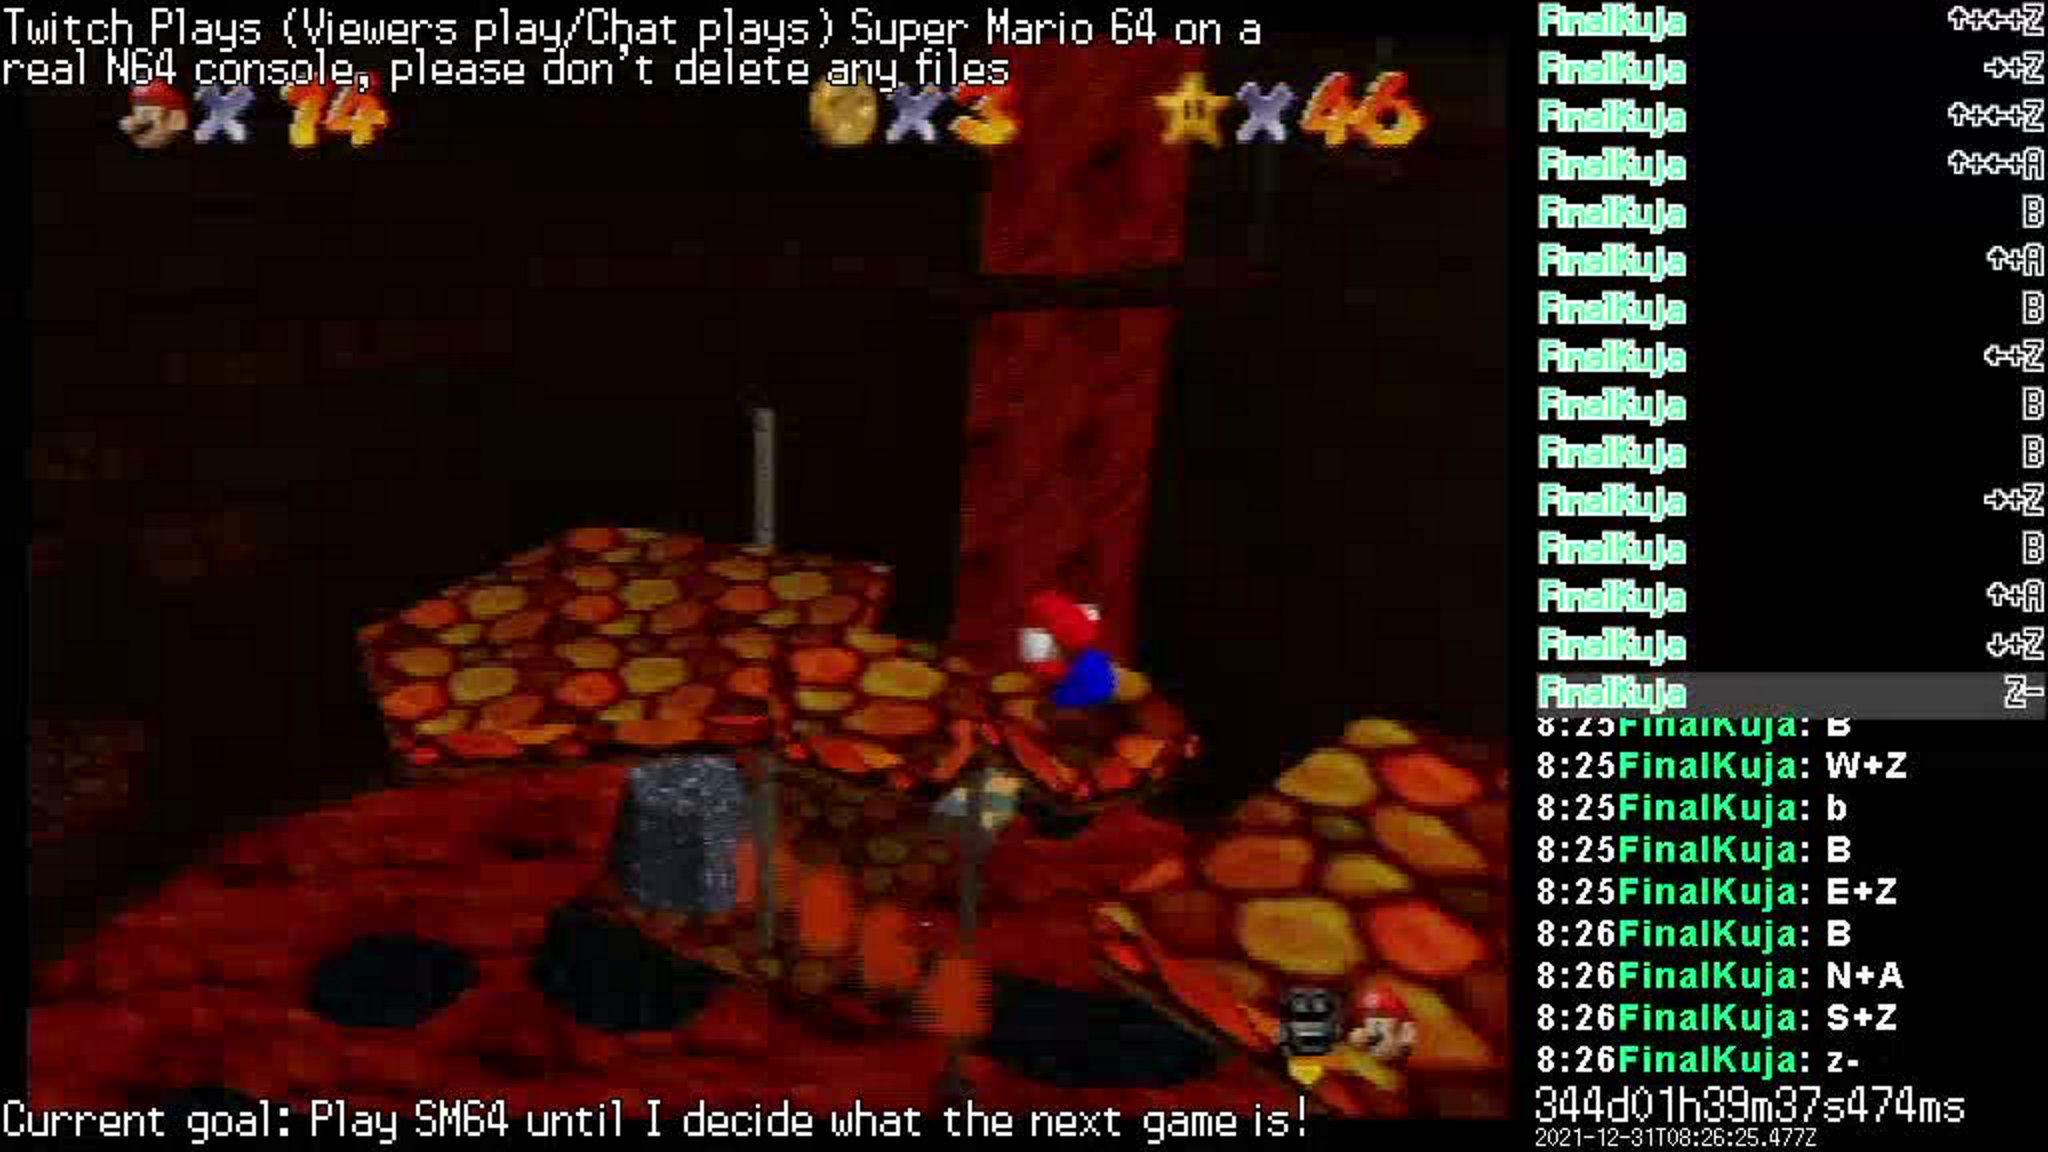 Twitch Plays (Viewers play/Chat plays) Super Mario 64 on a
real N64 console, please don't delete any files
x 14 x 3 x 46
FinalKuja ↑+←+Z
FinalKuja →+Z
FinalKuja ↑+←+Z
FinalKuja ↑+←+A
FinalKuja B
FinalKuja ↑+A
FinalKuja B
FinalKuja ←+Z
FinalKuja B
FinalKuja B
FinalKuja →+Z
FinalKuja B
FinalKuja ↑+A
FinalKuja ↓+Z
FinalKuja Z-
8:25FinalKuja: B
8:25FinalKuja: W+Z
8:25FinalKuja: b
8:25FinalKuja: B
8:25FinalKuja: E+Z
8:26FinalKuja: B
8:26FinalKuja: N+A
8:26FinalKuja: S+Z
8:26FinalKuja: z-
344d01h39m37s474ms
2021-12-31T08:26:25.477Z
Current goal: Play SM64 until I decide what the next game is!